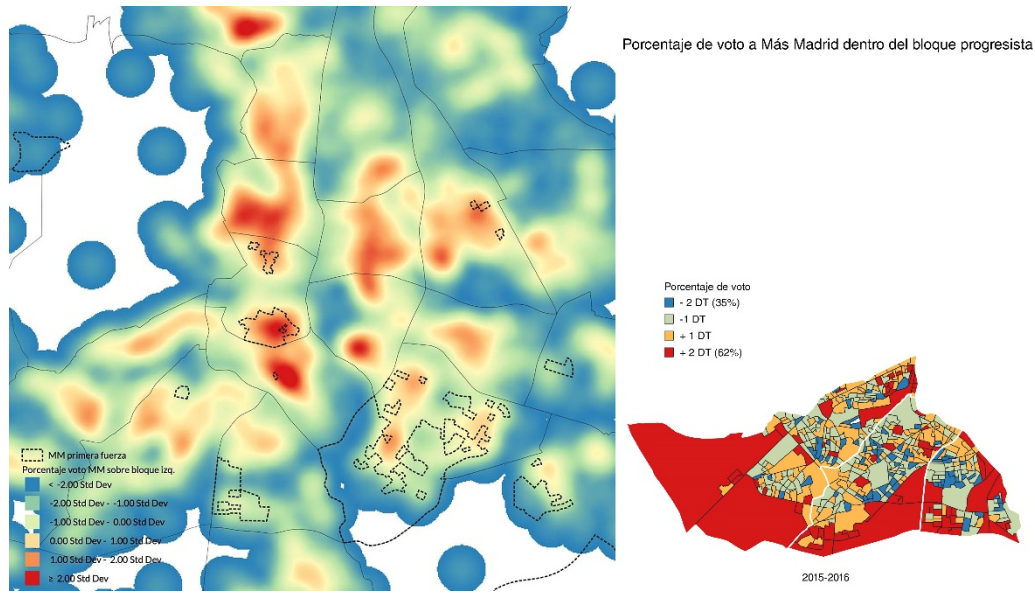 Porcentaje de voto a Más Madrid dentro del bloque progresista
MM primera fuerza
Porcentaje voto MM sobre bloque izq.
< -2.00 Std Dev
-2.00 Std Dev - -1.00 Std Dev
-1.00 Std Dev - 0.00 Std Dev
0.00 Std Dev - 1.00 Std Dev
1.00 Std Dev - 2.00 Std Dev
≥ 2.00 Std Dev
Porcentaje de voto
- 2 DT (35%)
-1 DT
+ 1 DT
+ 2 DT (62%)
2015-2016